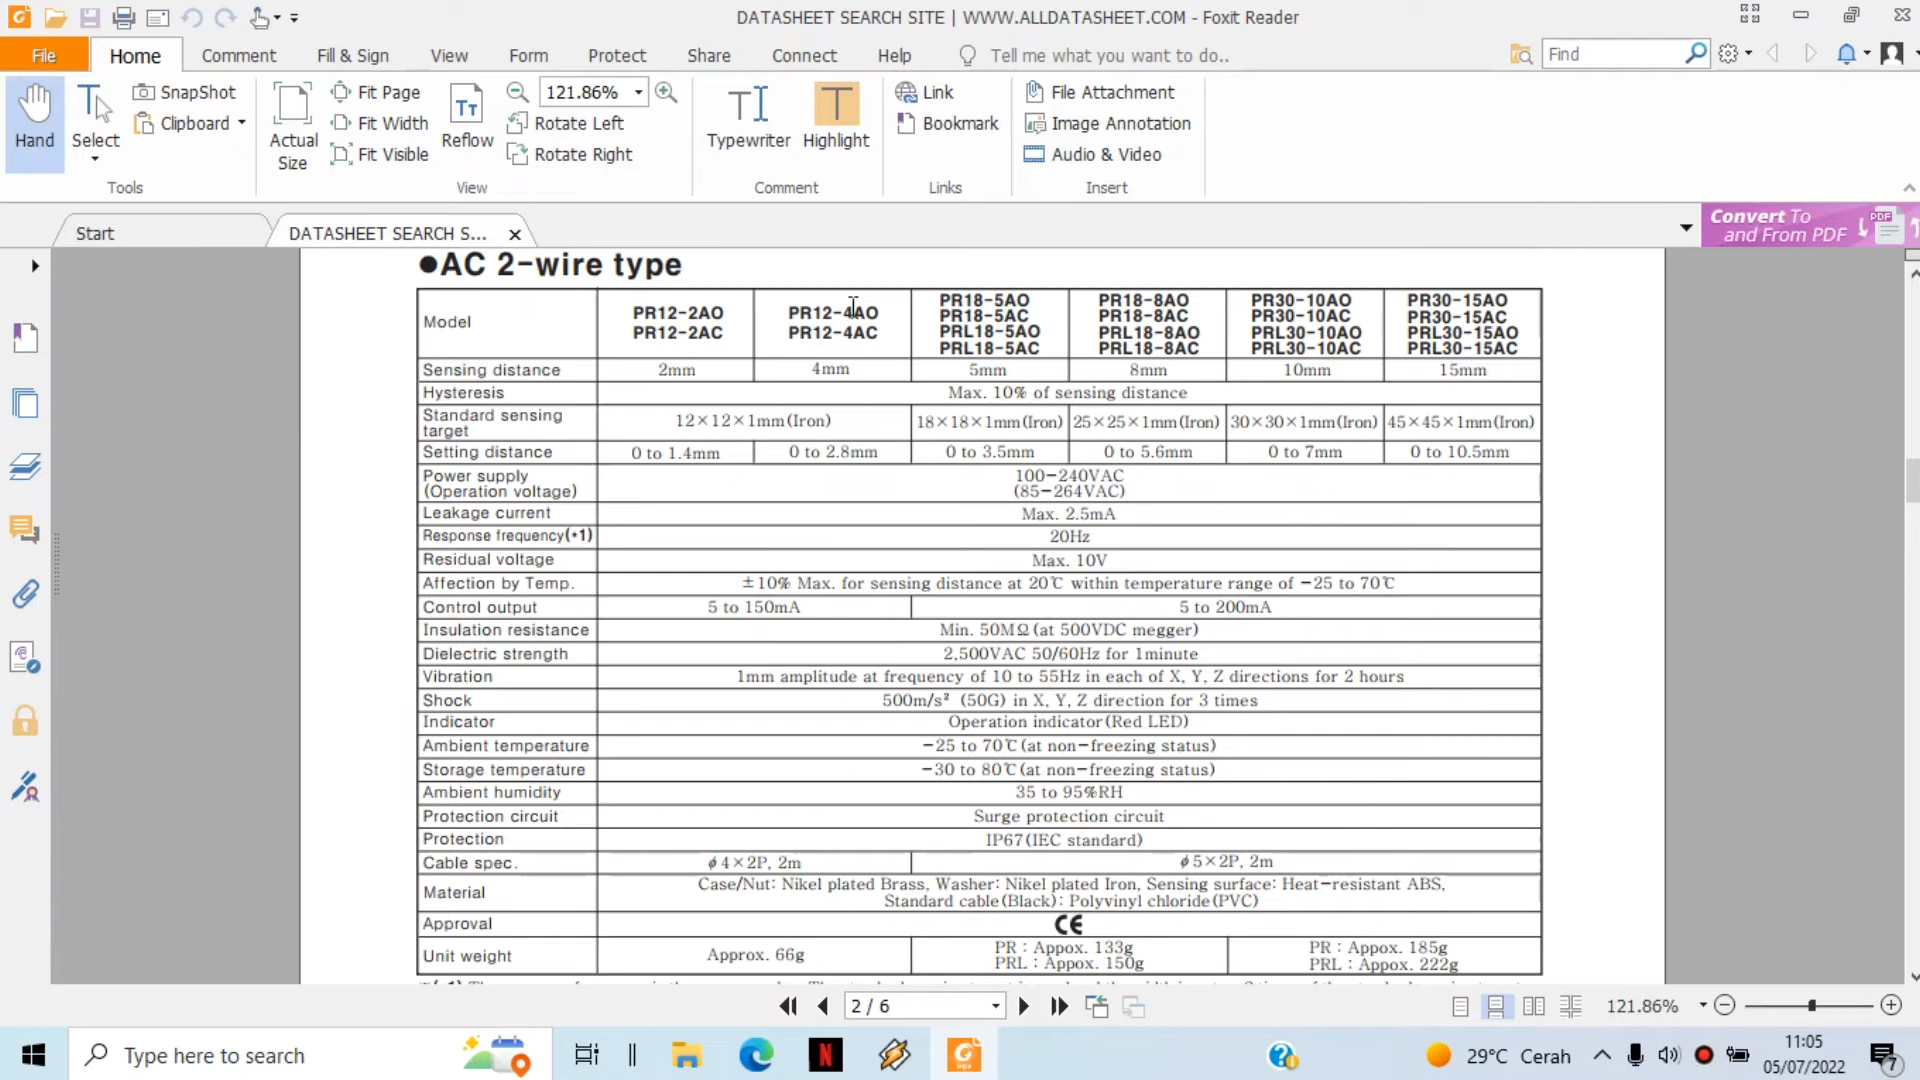 DATASHEET SEARCH SITE | WWW.ALLDATASHEET.COM - Foxit Reader
File Home Comment Fill & Sign View Form Protect Share Connect Help Tell me what you want to do.. Find
Hand
Select
SnapShot
Clipboard
Tools
Actual Size
Fit Page
Fit Width
Fit Visible
Reflow
121.86%
Rotate Left
Rotate Right
View
Typewriter
Highlight
Comment
Link
Bookmark
Links
File Attachment
Image Annotation
Audio & Video
Insert
Start
DATASHEET SEARCH S...
Convert To
and From PDF
PDF
●AC 2-wire type
Model
PR12-2AO
PR12-2AC
PR12-4AO
PR12-4AC
PR18-5AO
PR18-5AC
PRL18-5AO
PRL18-5AC
PR18-8AO
PR18-8AC
PRL18-8AO
PRL18-8AC
PR30-10AO
PR30-10AC
PRL30-10AO
PRL30-10AC
PR30-15AO
PR30-15AC
PRL30-15AO
PRL30-15AC
Sensing distance 2mm 4mm 5mm 8mm 10mm 15mm
Hysteresis Max. 10% of sensing distance
Standard sensing
target
12×12×1mm(Iron) 18×18×1mm(Iron) 25×25×1mm(Iron) 30×30×1mm(Iron) 45×45×1mm(Iron)
Setting distance 0 to 1.4mm 0 to 2.8mm 0 to 3.5mm 0 to 5.6mm 0 to 7mm 0 to 10.5mm
Power supply
(Operation voltage)
100-240VAC
(85-264VAC)
Leakage current Max. 2.5mA
Response frequency(*1) 20Hz
Residual voltage Max. 10V
Affection by Temp. ±10% Max. for sensing distance at 20℃ within temperature range of -25 to 70℃
Control output 5 to 150mA 5 to 200mA
Insulation resistance Min. 50MΩ(at 500VDC megger)
Dielectric strength 2,500VAC 50/60Hz for 1minute
Vibration 1mm amplitude at frequency of 10 to 55Hz in each of X, Y, Z directions for 2 hours
Shock 500m/s² (50G) in X, Y, Z direction for 3 times
Indicator Operation indicator(Red LED)
Ambient temperature -25 to 70℃(at non-freezing status)
Storage temperature -30 to 80℃(at non-freezing status)
Ambient humidity 35 to 95%RH
Protection circuit Surge protection circuit
Protection IP67(IEC standard)
Cable spec. ϕ4×2P, 2m ϕ5×2P, 2m
Material
Case/Nut: Nikel plated Brass, Washer: Nikel plated Iron, Sensing surface: Heat-resistant ABS,
Standard cable(Black): Polyvinyl chloride(PVC)
Approval CE
Unit weight Approx. 66g
PR : Appox. 133g
PRL : Appox. 150g
PR : Appox. 185g
PRL : Appox. 222g
2 / 6
121.86%
Type here to search
N
PDF
29°C Cerah
11:05
05/07/2022
7